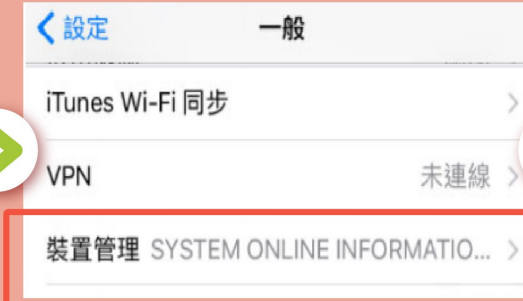 設定
一般
iTunes Wi-Fi 同步
VPN
未連線
裝置管理 SYSTEM ONLINE INFORMATIO...